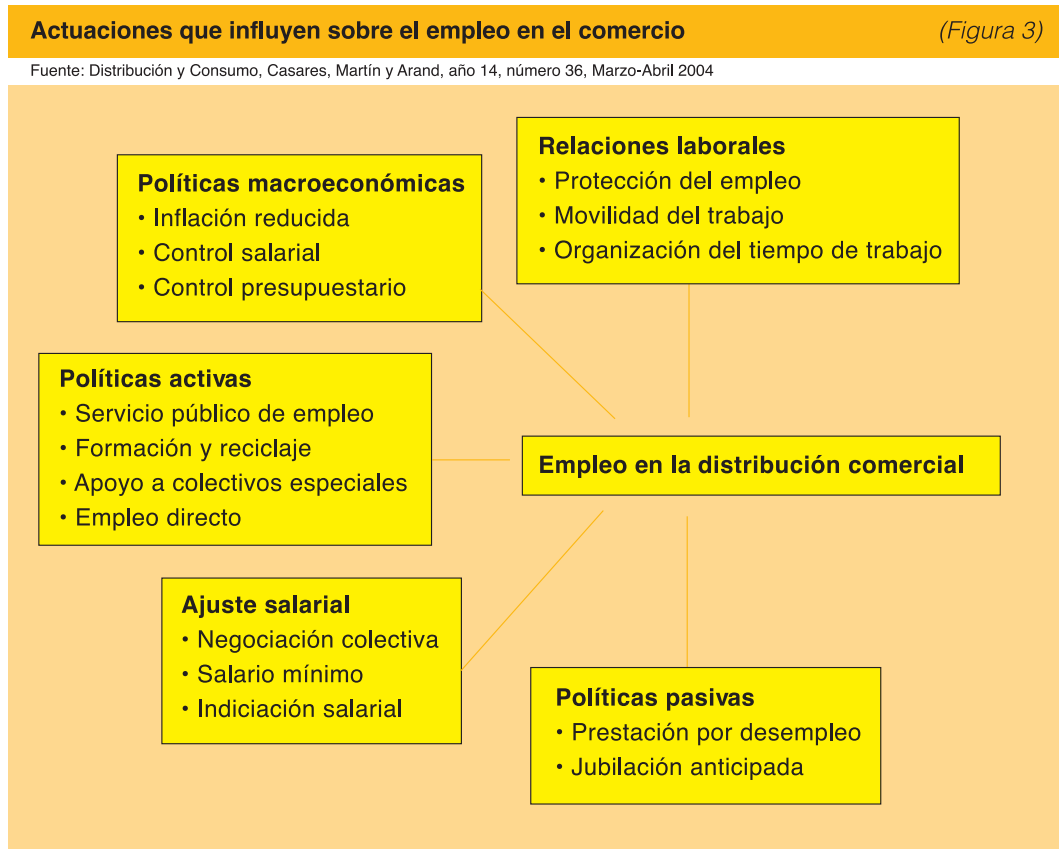 Actuaciones que influyen sobre el empleo en el comercio (Figura 3)
Fuente: Distribución y Consumo, Casares, Martín y Arand, año 14, número 36, Marzo-Abril 2004
Políticas macroeconómicas
• Inflación reducida
• Control salarial
• Control presupuestario
Relaciones laborales
• Protección del empleo
• Movilidad del trabajo
• Organización del tiempo de trabajo
Políticas activas
• Servicio público de empleo
• Formación y reciclaje
• Apoyo a colectivos especiales
• Empleo directo
Empleo en la distribución comercial
Ajuste salarial
• Negociación colectiva
• Salario mínimo
• Indiciación salarial
Políticas pasivas
• Prestación por desempleo
• Jubilación anticipada